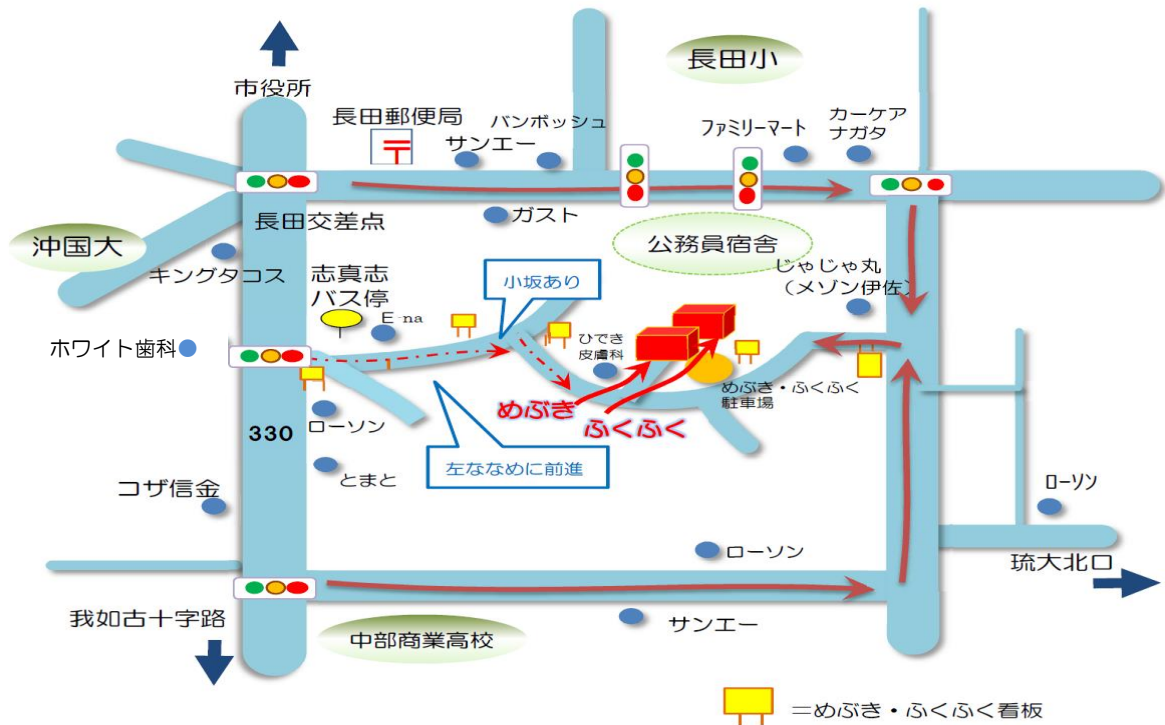 長田小
市役所
長田郵便局
サンエー
バンボッシュ
ファミリーマート
カーケア
ナガタ
長田交差点
ガスト
沖国大
キングタコス
公務員宿舎
じゃじゃ丸
（メゾン伊佐）
志真志
バス停
小坂あり
E-na
ホワイト歯科
ひでき
皮膚科
めぶき・ふくふく
駐車場
めぶき
ふくふく
ローソン
330
左ななめに前進
とまと
コザ信金
ローソン
ローソン
琉大北口
我如古十字路
サンエー
中部商業高校
＝めぶき・ふくふく看板